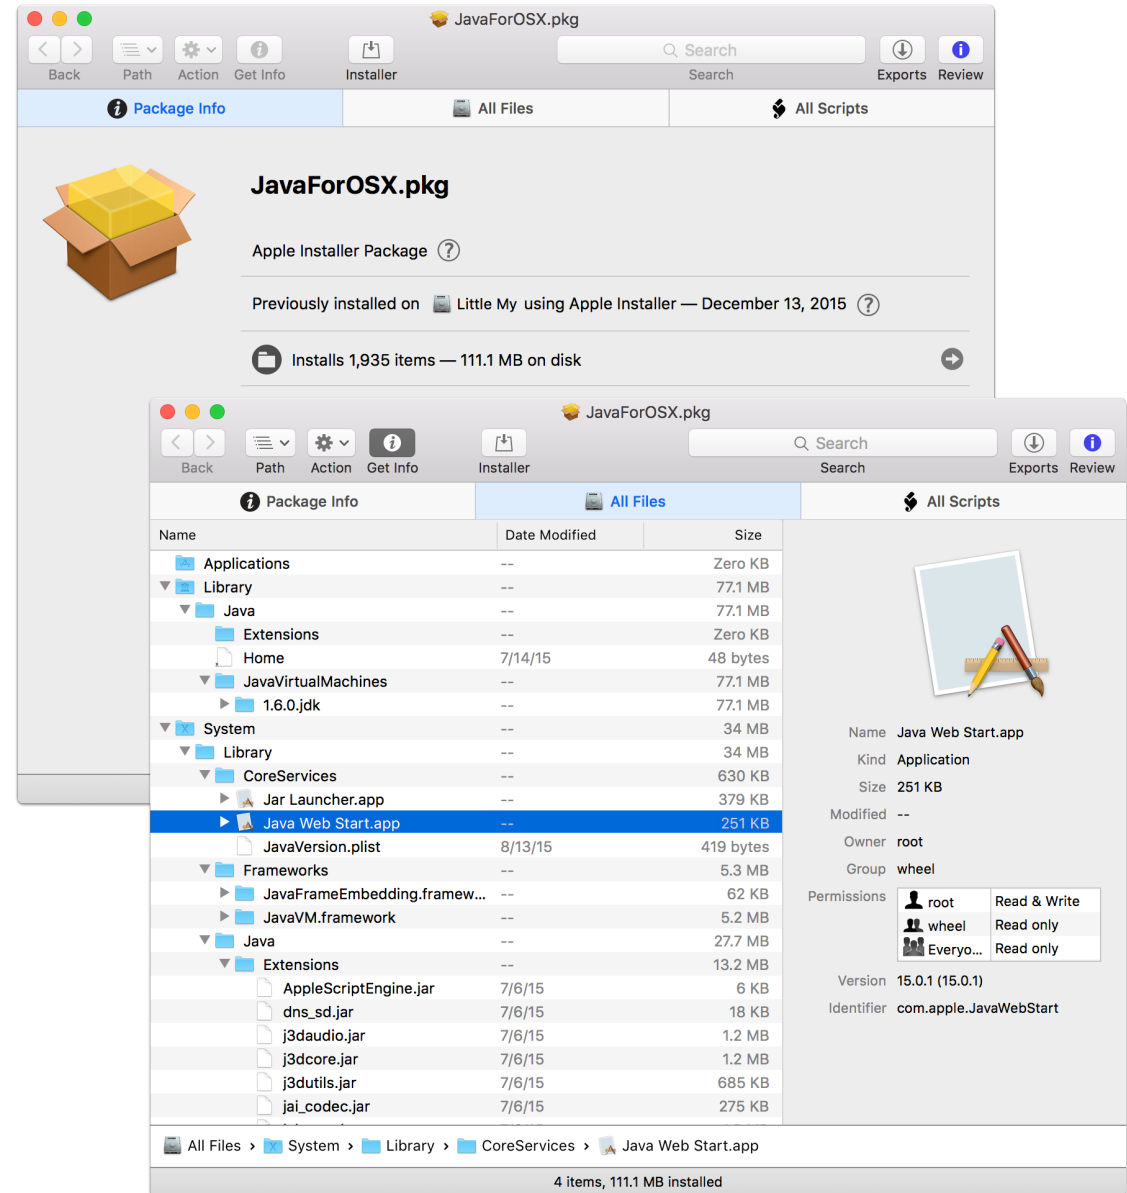 JavaForOSX.pkg
Search
Back Path Action Get Info Installer Search Exports Review
Package Info All Files All Scripts
JavaForOSX.pkg
Apple Installer Package ?
Previously installed on Little My using Apple Installer — December 13, 2015 ?
Installs 1,935 items — 111.1 MB on disk
JavaForOSX.pkg
Search
Back Path Action Get Info Installer Search Exports Review
Package Info All Files All Scripts
Name Date Modified Size
Applications -- Zero KB
Library -- 77.1 MB
Java -- 77.1 MB
Extensions -- Zero KB
Home 7/14/15 48 bytes
JavaVirtualMachines -- 77.1 MB
1.6.0.jdk -- 77.1 MB
System -- 34 MB
Library -- 34 MB
CoreServices -- 630 KB
Jar Launcher.app -- 379 KB
Java Web Start.app -- 251 KB
JavaVersion.plist 8/13/15 419 bytes
Frameworks -- 5.3 MB
JavaFrameEmbedding.framew... -- 62 KB
JavaVM.framework -- 5.2 MB
Java -- 27.7 MB
Extensions -- 13.2 MB
AppleScriptEngine.jar 7/6/15 6 KB
dns_sd.jar 7/6/15 18 KB
j3daudio.jar 7/6/15 1.2 MB
j3dcore.jar 7/6/15 1.2 MB
j3dutils.jar 7/6/15 685 KB
jai_codec.jar 7/6/15 275 KB
Name Java Web Start.app
Kind Application
Size 251 KB
Modified --
Owner root
Group wheel
Permissions root Read & Write
wheel Read only
Everyo... Read only
Version 15.0.1 (15.0.1)
Identifier com.apple.JavaWebStart
All Files › System › Library › CoreServices › Java Web Start.app
4 items, 111.1 MB installed